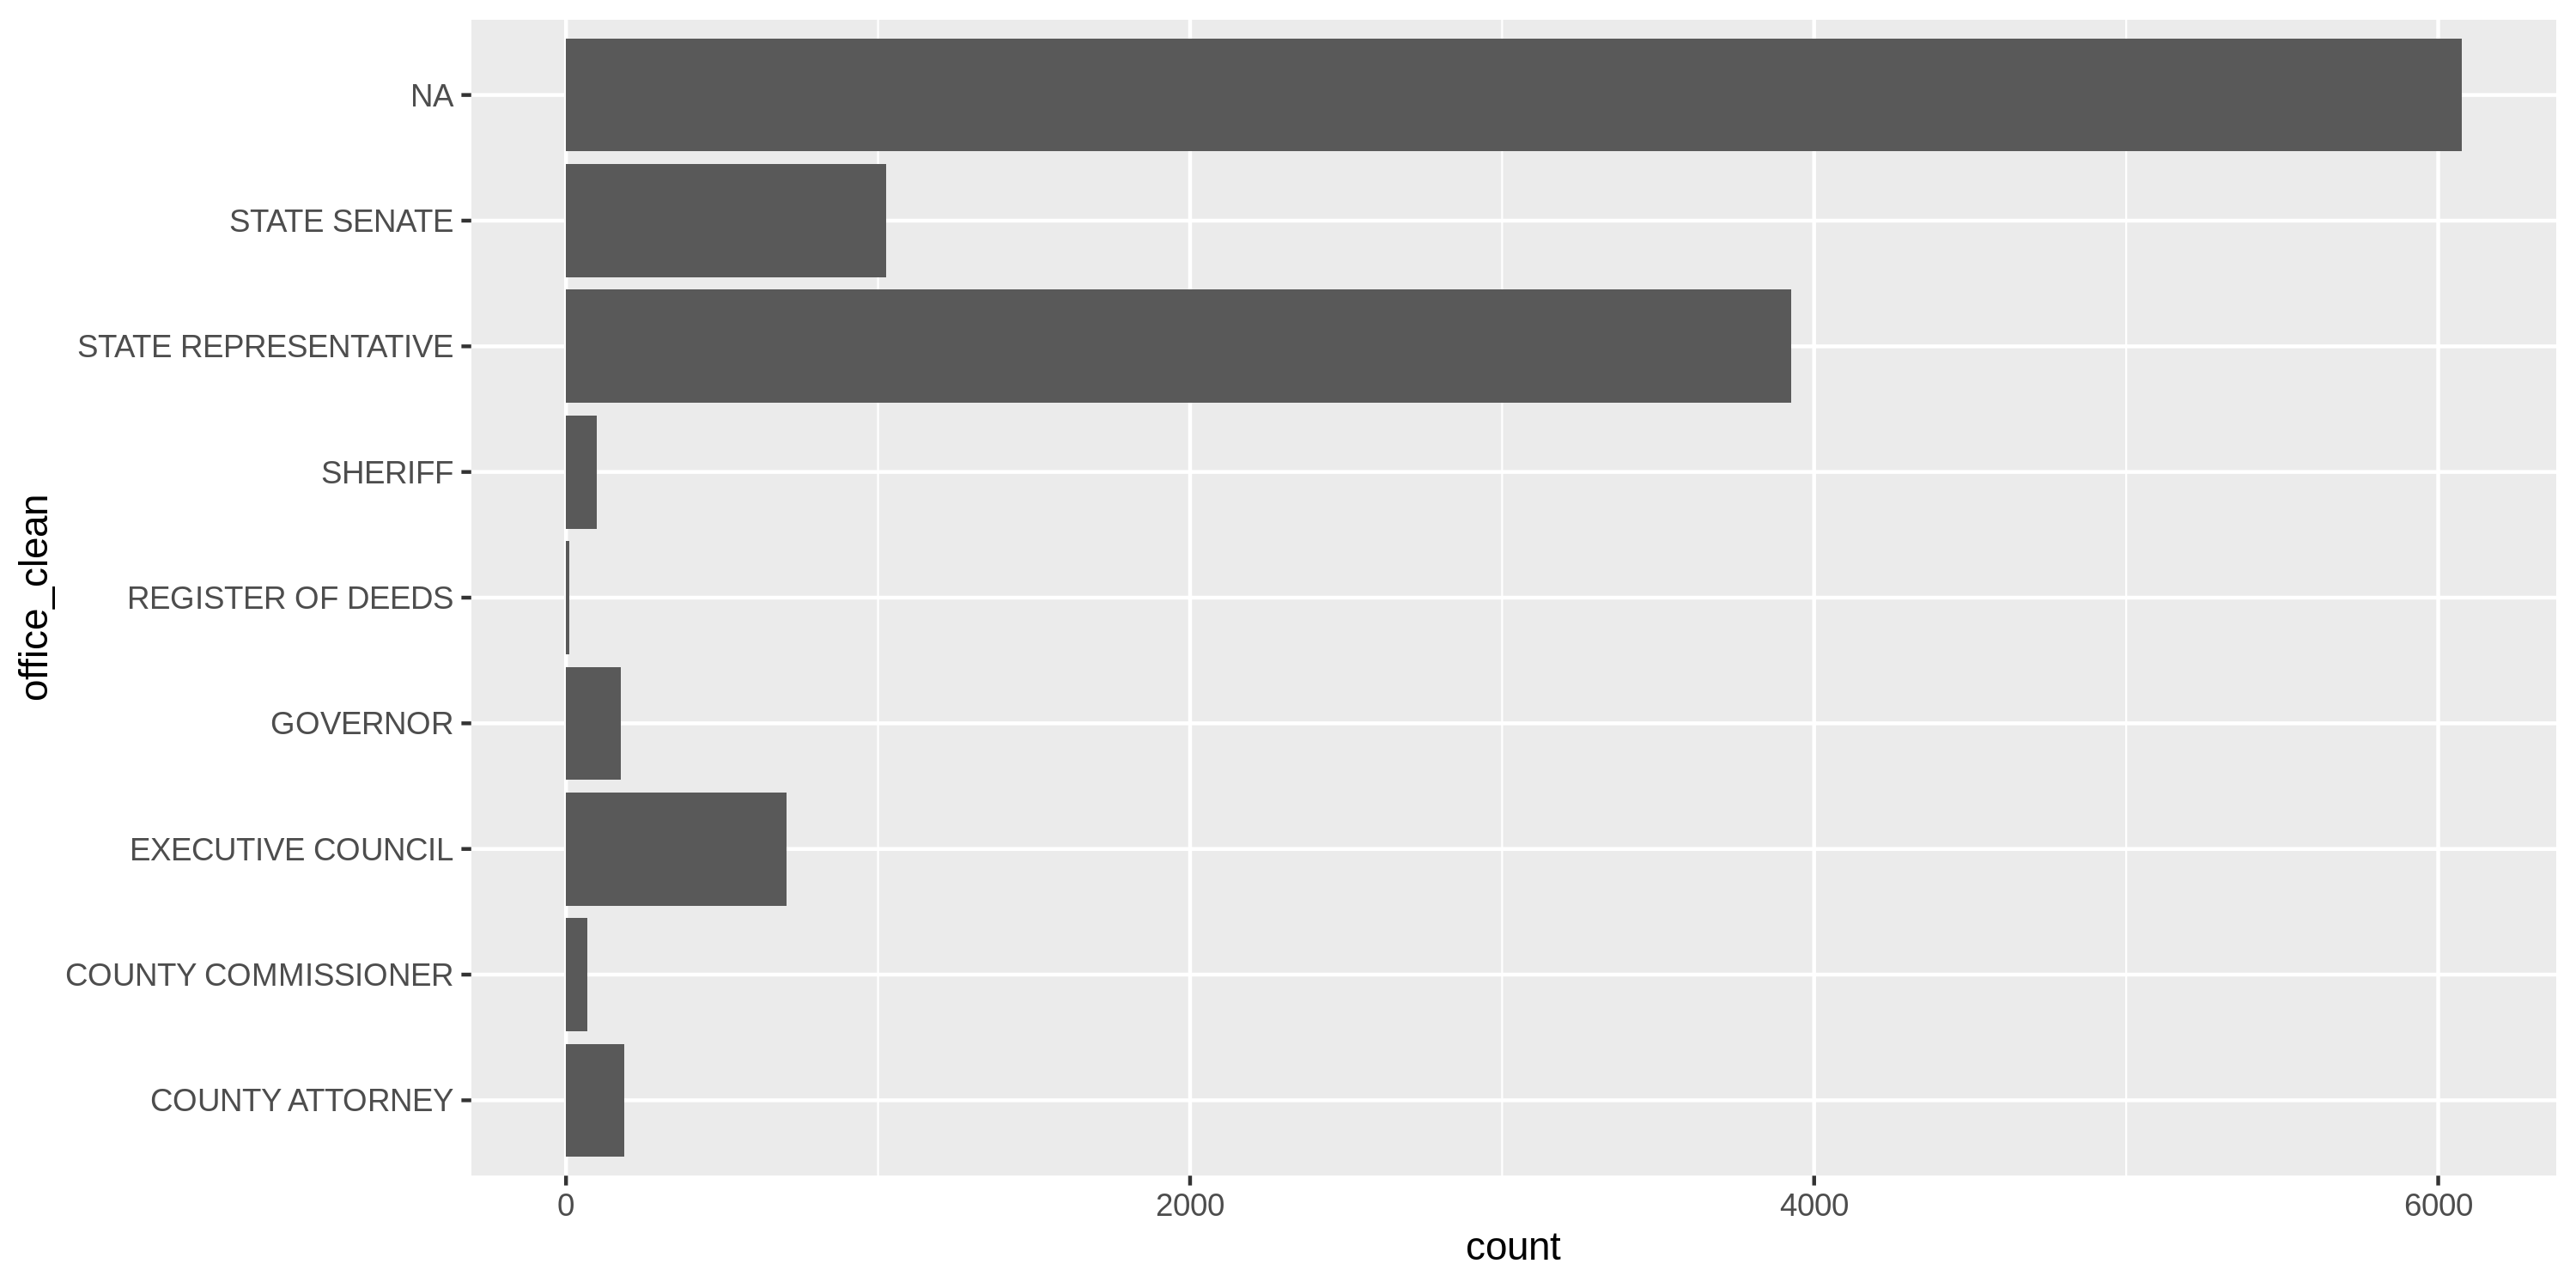 NA
STATE SENATE
STATE REPRESENTATIVE
SHERIFF
REGISTER OF DEEDS
GOVERNOR
EXECUTIVE COUNCIL
COUNTY COMMISSIONER
COUNTY ATTORNEY
office_clean
0 2000 4000 6000
count